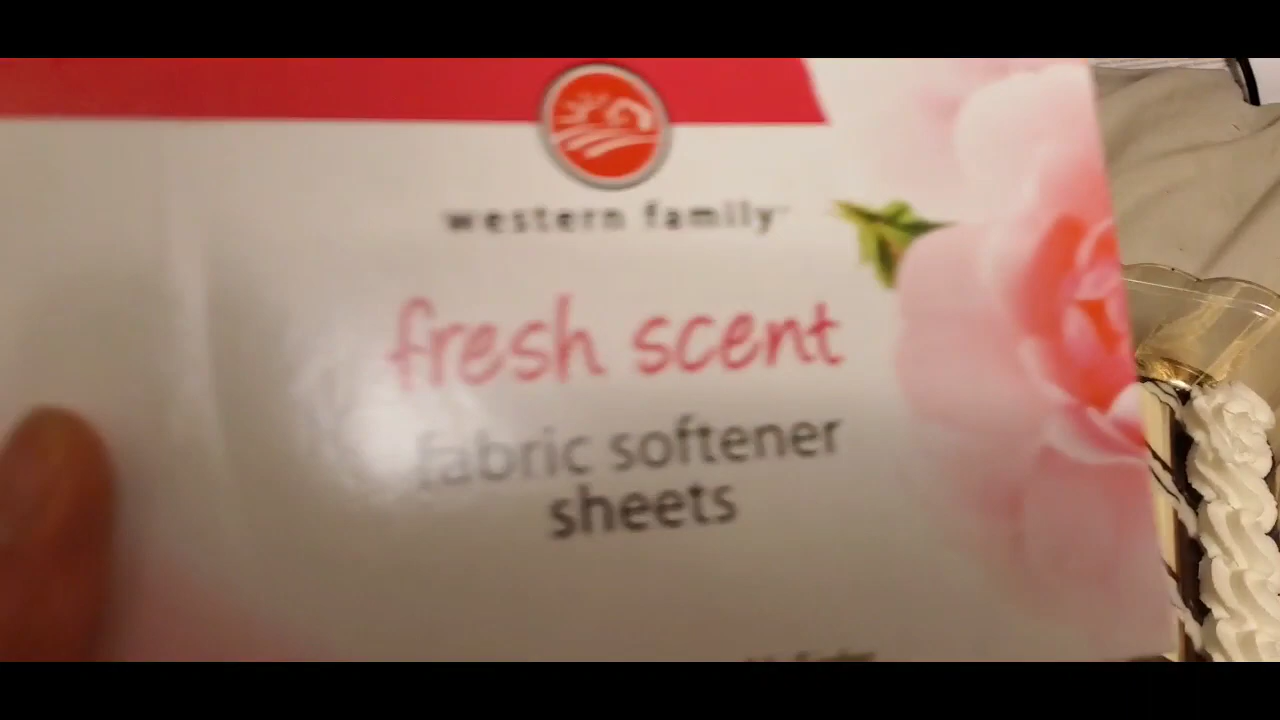 western family
fresh scent
fabric softener
sheets